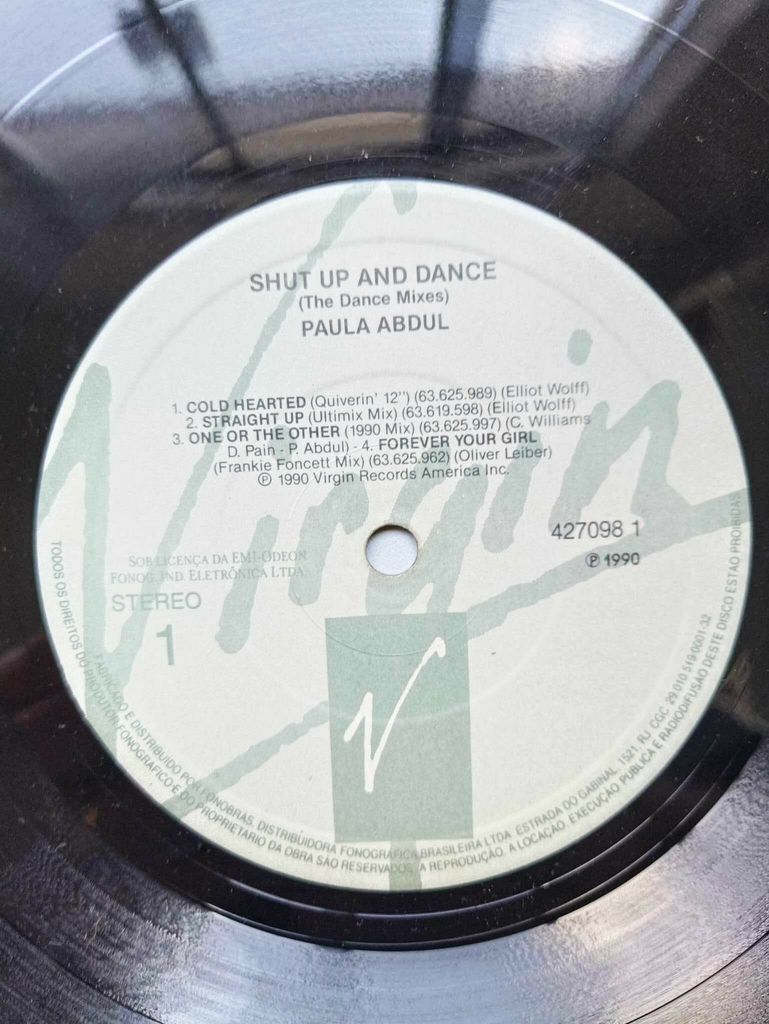 SHUT UP AND DANCE
(The Dance Mixes)
PAULA ABDUL
1. COLD HEARTED (Quiverin' 12") (63.625.989) (Elliot Wolff)
2. STRAIGHT UP (Ultimix Mix) (63.619.598) (Elliot Wolff)
3. ONE OR THE OTHER (1990 Mix) (63.625.997) (C. Williams
D. Pain - P. Abdul) - 4. FOREVER YOUR GIRL
(Frankie Foncett Mix) (63.625.962) (Oliver Leiber)
℗ 1990 Virgin Records America Inc.
Virgin
427098 1
℗ 1990
SOB LICENÇA DA EMI-ODEON
FONOG. IND. ELETRÔNICA LTDA.
STEREO
1
FABRICADO E DISTRIBUIDO POR FONOBRAS, DISTRIBUIDORA FONOGRAFICA BRASILEIRA LTDA. ESTRADA DO GABINAL, 1521, RJ, CGC 29 010 519 0001-32
TODOS OS DIREITOS DO PRODUTOR FONOGRAFICO E DO PROPRIETARIO DA OBRA SÃO RESERVADOS. A REPRODUÇÃO, A LOCAÇÃO, EXECUÇÃO PUBLICA E RADIODIFUSÃO DESTE DISCO ESTÃO PROIBIDAS